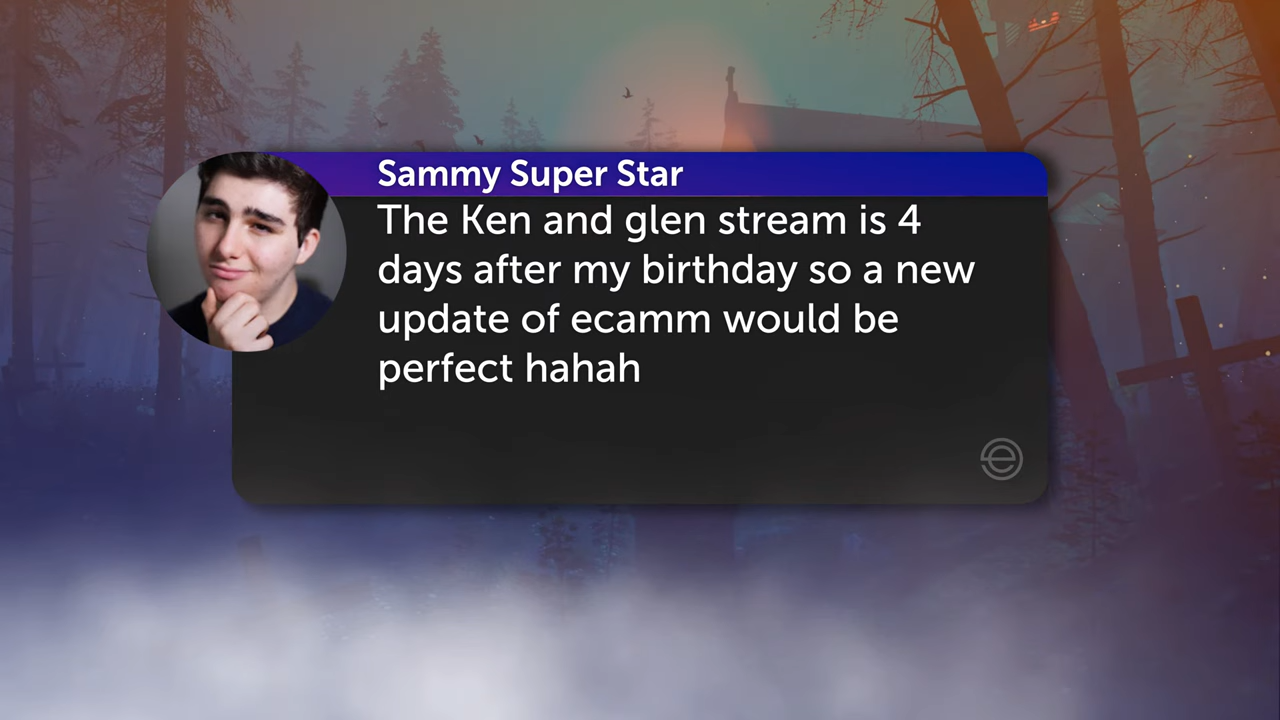 Sammy Super Star
The Ken and glen stream is 4
days after my birthday so a new
update of ecamm would be
perfect hahah